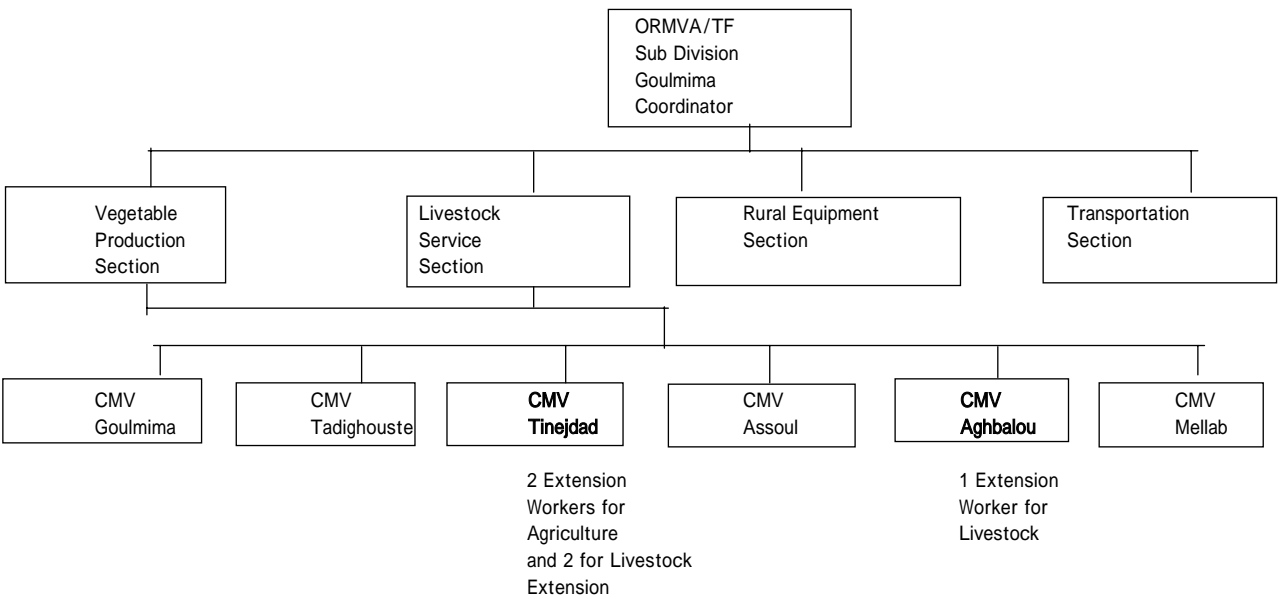 ORMVA/TF
Sub Division
Goulmima
Coordinator
Vegetable
Production
Section
Livestock
Service
Section
Rural Equipment
Section
Transportation
Section
CMV
Goulmima
CMV
Tadighouste
CMV
Tinejdad
CMV
Assoul
CMV
Aghbalou
CMV
Mellab
2 Extension
Workers for
Agriculture
and 2 for Livestock
Extension
1 Extension
Worker for
Livestock